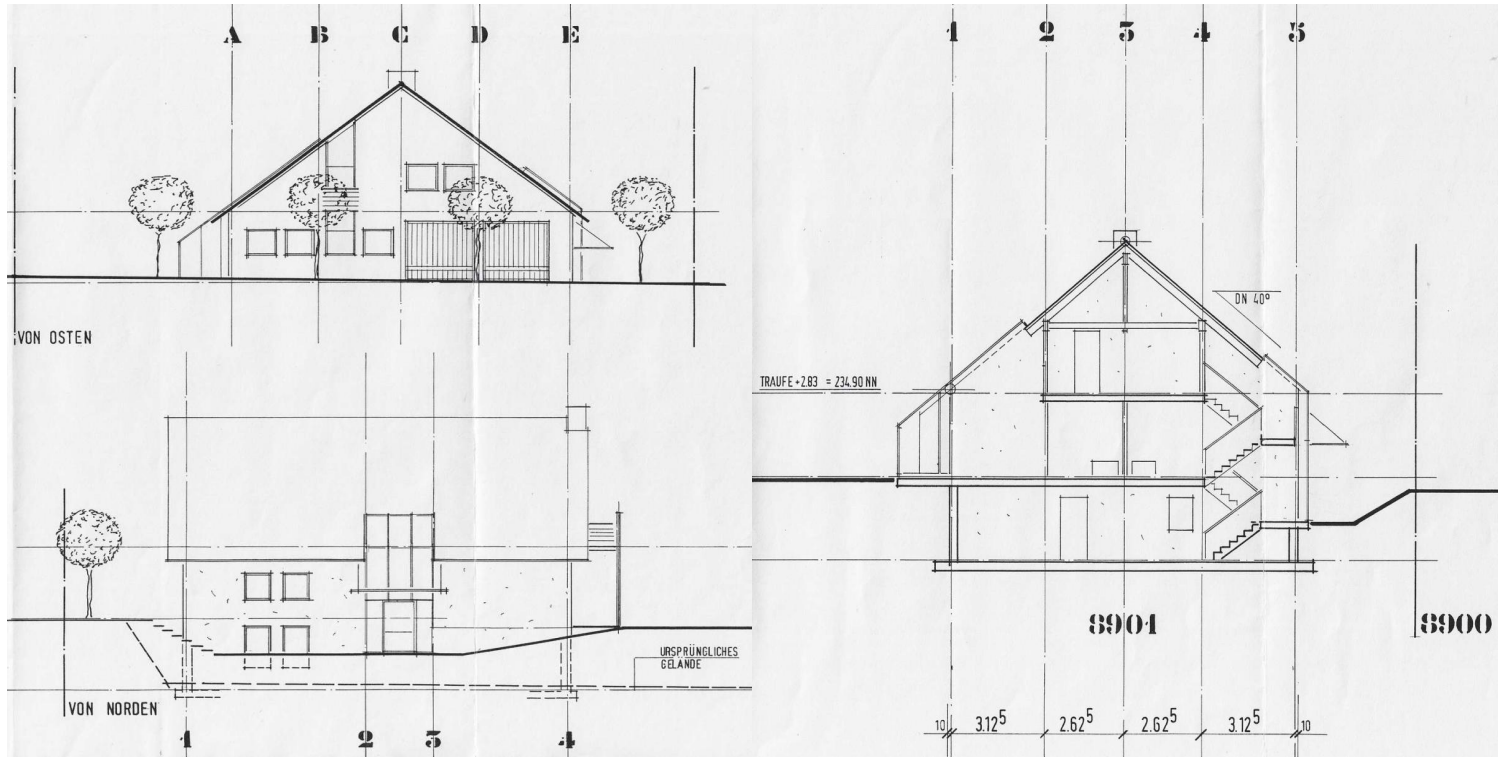 A B C D E
VON OSTEN
TRAUFE +2.83 = 234.90 NN
DN 40°
URSPRÜNGLICHES
GELÄNDE
VON NORDEN
1 2 3 4
1 2 3 4 5
8901 8900
10 3.12⁵ 2.62⁵ 2.62⁵ 3.12⁵ 10